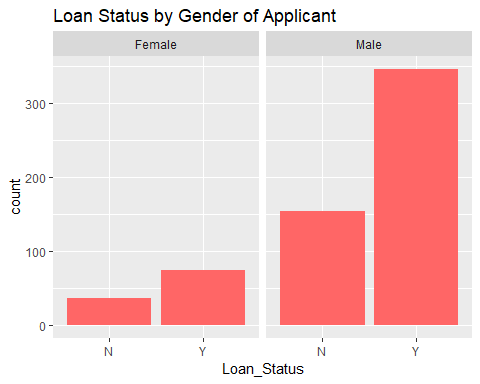 Loan Status by Gender of Applicant
Female Male
300
200
100
0
count
N Y N Y
Loan_Status